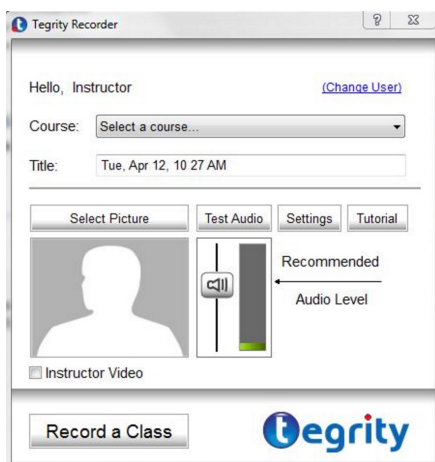 Tegrity Recorder
Hello, Instructor (Change User)
Course: Select a course...
Title: Tue, Apr 12, 10 27 AM
Select Picture Test Audio Settings Tutorial
Recommended
Audio Level
Instructor Video
Record a Class tegrity